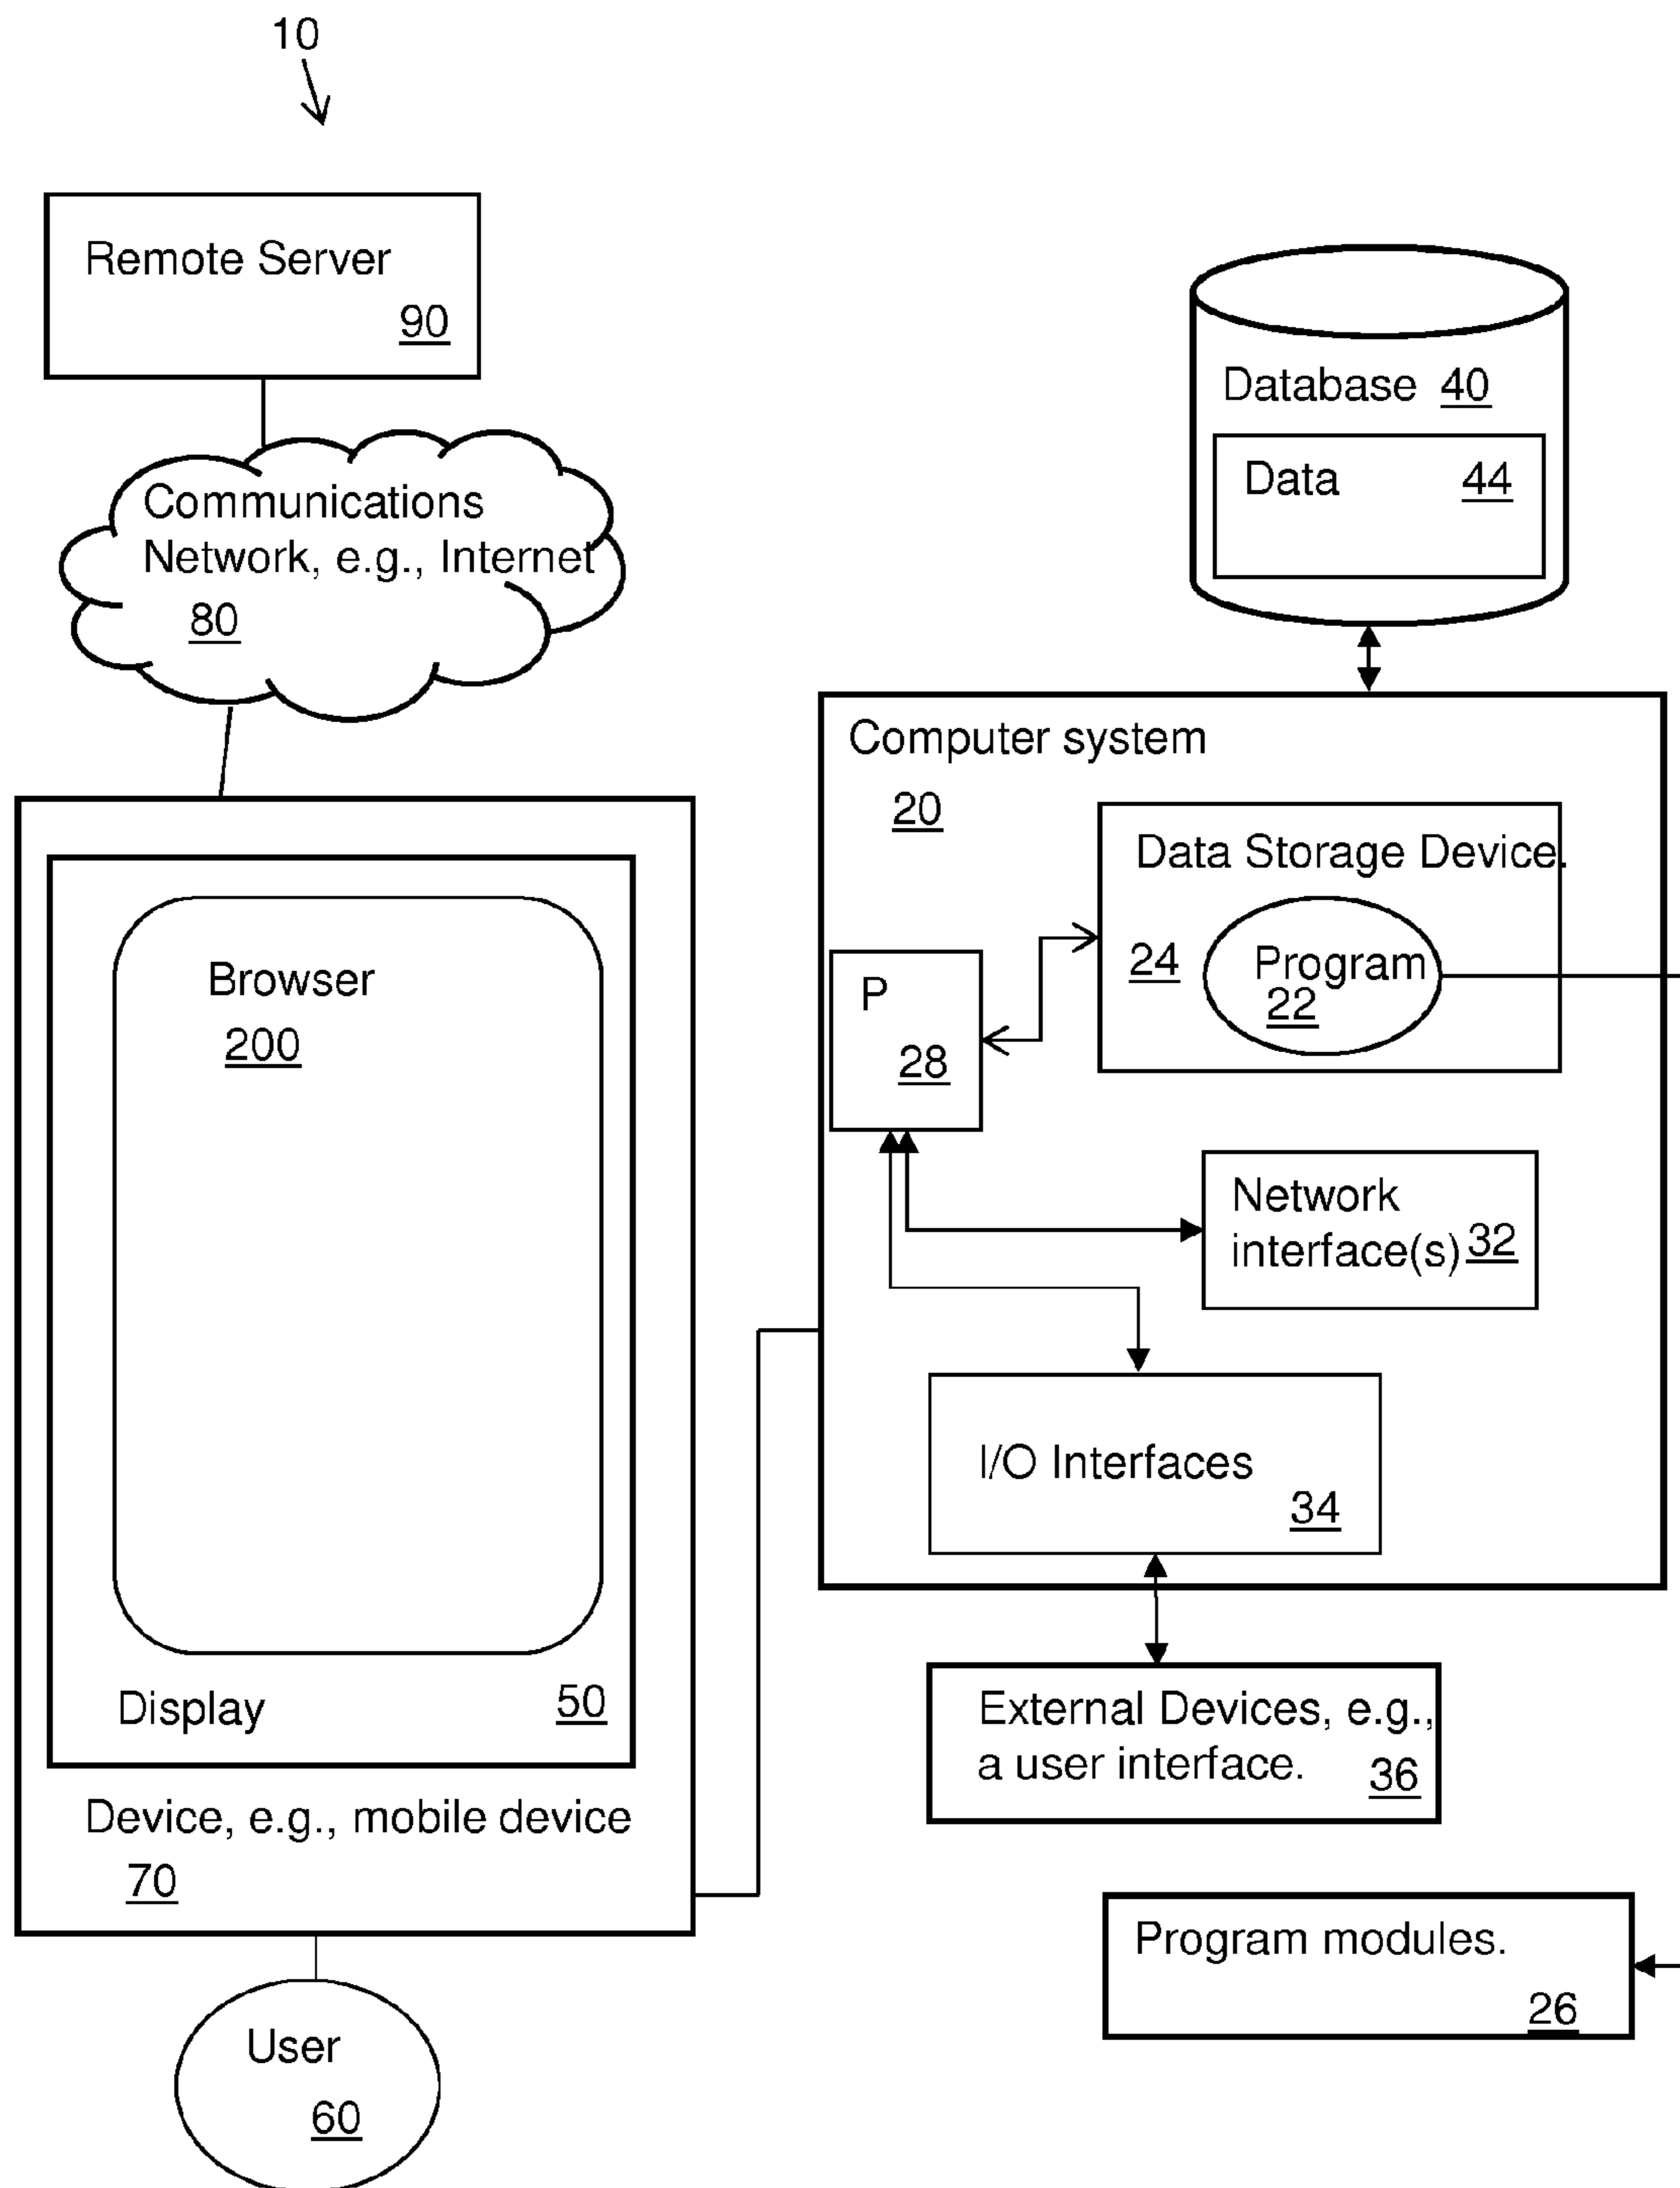 10
Remote Server
90
Communications
Network, e.g., Internet
80
Browser
200
Display 50
Device, e.g., mobile device
70
User
60
Database 40
Data 44
Computer system
20
Data Storage Device.
24
Program
22
P
28
Network
interface(s) 32
I/O Interfaces
34
External Devices, e.g.,
a user interface. 36
Program modules.
26